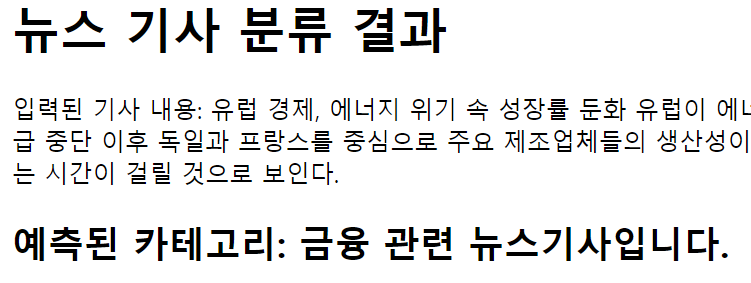 뉴스 기사 분류 결과
입력된 기사 내용: 유럽 경제, 에너지 위기 속 성장률 둔화 유럽이
급 중단 이후 독일과 프랑스를 중심으로 주요 제조업체들의 생산성이
는 시간이 걸릴 것으로 보인다.
예측된 카테고리: 금융 관련 뉴스기사입니다.